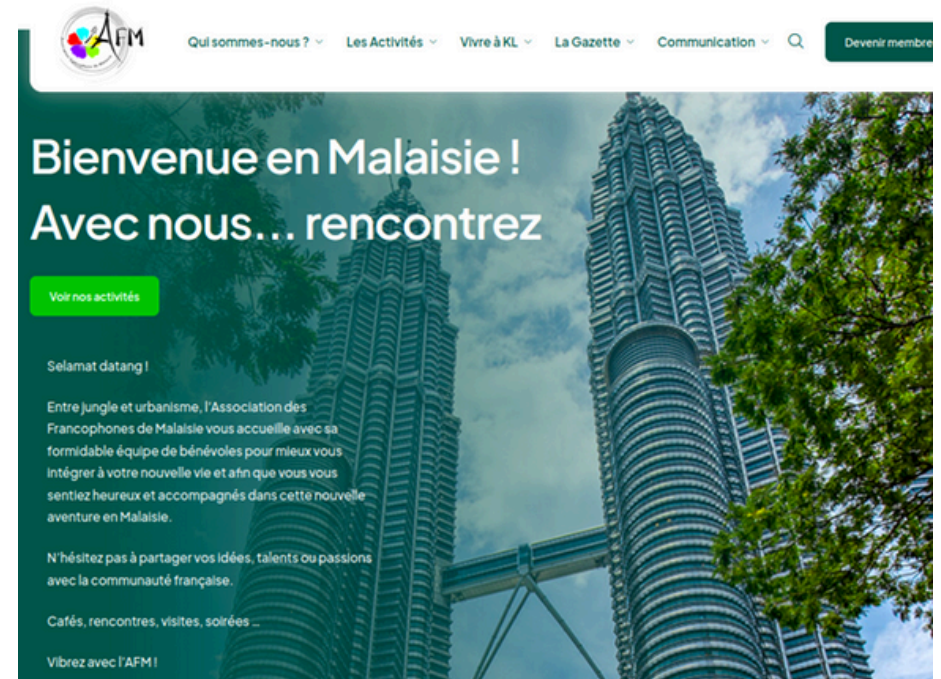 AFM
Qui sommes-nous ?
Les Activités
Vivre à KL
La Gazette
Communication
Devenir membre
Bienvenue en Malaisie !
Avec nous... rencontrez
Voir nos activités
Selamat datang !
Entre jungle et urbanisme, l'Association des
Francophones de Malaisie vous accueille avec sa
formidable équipe de bénévoles pour mieux vous
intégrer à votre nouvelle vie et afin que vous vous
sentiez heureux et accompagnés dans cette nouvelle
aventure en Malaisie.
N'hésitez pas à partager vos idées, talents ou passions
avec la communauté française.
Cafés, rencontres, visites, soirées ...
Vibrez avec l'AFM !